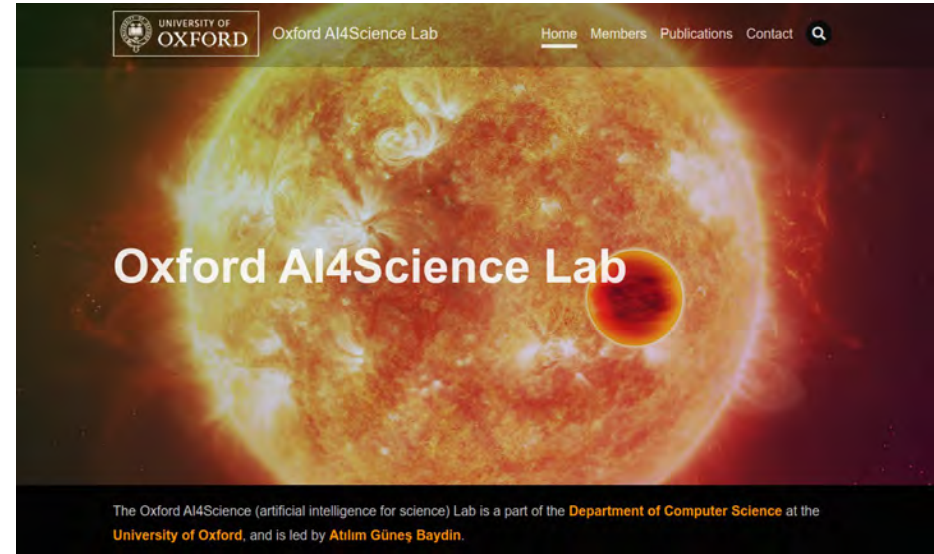 UNIVERSITY OF
OXFORD
Oxford AI4Science Lab
Home Members Publications Contact
Oxford AI4Science Lab
The Oxford AI4Science (artificial intelligence for science) Lab is a part of the Department of Computer Science at the
University of Oxford, and is led by Atılım Güneş Baydin.